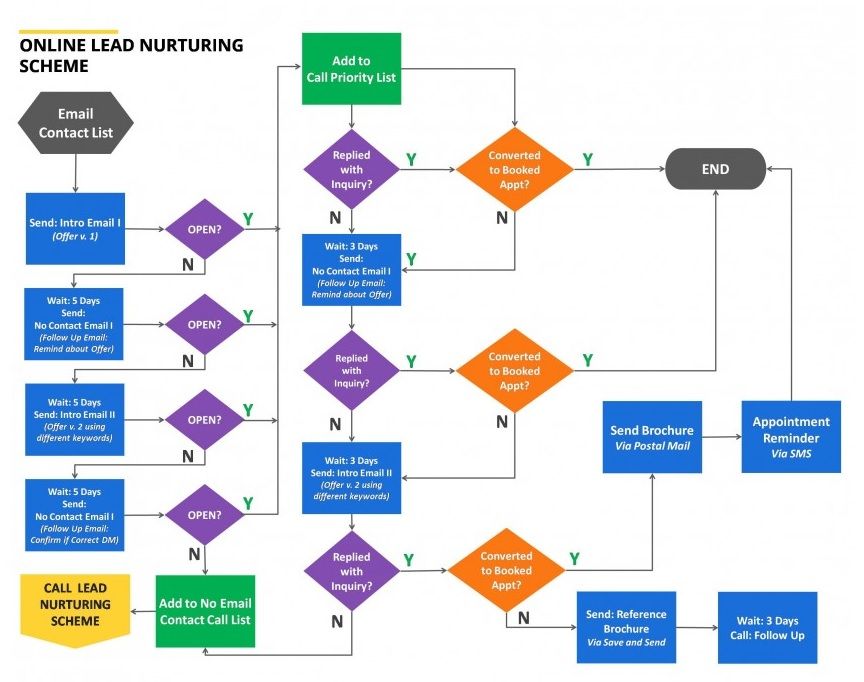 ONLINE LEAD NURTURING
SCHEME
Email
Contact List
Send: Intro Email I
(Offer v. 1)
OPEN?
Y
N
Wait: 5 Days
Send:
No Contact Email I
(Follow Up Email:
Remind about Offer)
OPEN?
Y
N
Wait: 5 Days
Send: Intro Email II
(Offer v. 2 using
different keywords)
OPEN?
Y
N
Wait: 5 Days
Send:
No Contact Email I
(Follow Up Email:
Confirm if Correct DM)
OPEN?
Y
N
CALL LEAD
NURTURING
SCHEME
Add to No Email
Contact Call List
Add to
Call Priority List
Replied
with
Inquiry?
Y
N
Converted
to Booked
Appt?
Y
N
END
Wait: 3 Days
Send:
No Contact Email I
(Follow Up Email:
Remind about Offer)
Y
Replied
with
Inquiry?
Y
N
Converted
to Booked
Appt?
Y
N
Wait: 3 Days
Send: Intro Email II
(Offer v. 2 using
different keywords)
Send Brochure
Via Postal Mail
Appointment
Reminder
Via SMS
Replied
with
Inquiry?
Y
N
Converted
to Booked
Appt?
Y
N
Send: Reference
Brochure
Via Save and Send
Wait: 3 Days
Call: Follow Up